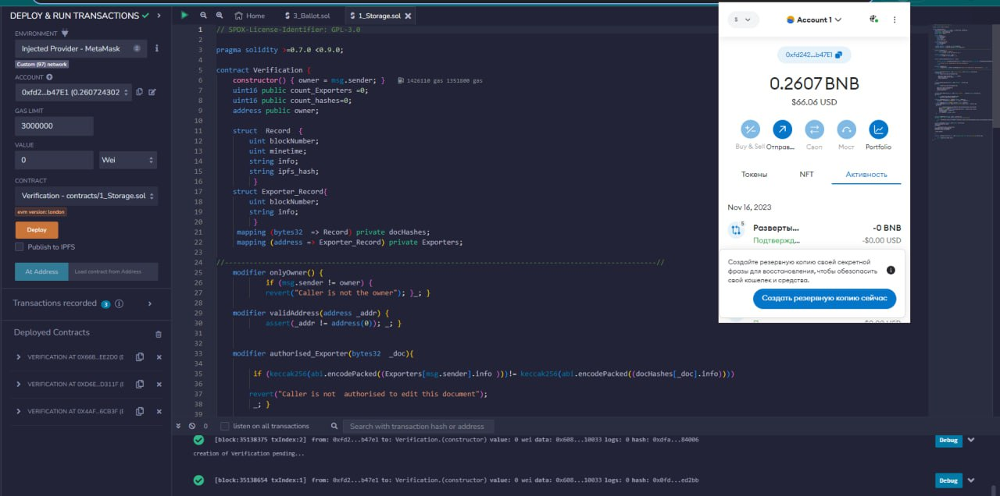 DEPLOY & RUN TRANSACTIONS
ENVIRONMENT
Injected Provider - MetaMask
Custom (97) network
ACCOUNT
0xfd2...b47E1 (0.260724302
GAS LIMIT
3000000
VALUE
0
Wei
CONTRACT
Verification - contracts/1_Storage.sol
evm version: london
Deploy
Publish to IPFS
At Address
Load contract from Address
Transactions recorded 3
Deployed Contracts
VERIFICATION AT 0X668...EE2D0 (E
VERIFICATION AT 0XD6E...D311F (E
VERIFICATION AT 0X4AF...6CB3F (E
Home
3_Ballot.sol
1_Storage.sol
1 // SPDX-License-Identifier: GPL-3.0
2
3 pragma solidity >=0.7.0 <0.9.0;
4
5 contract Verification {
6 constructor() { owner = msg.sender; } 1426110 gas 1351800 gas
7 uint16 public count_Exporters =0;
8 uint16 public count_hashes=0;
9 address public owner;
10
11 struct Record {
12 uint blockNumber;
13 uint minetime;
14 string info;
15 string ipfs_hash;
16 }
17 struct Exporter_Record{
18 uint blockNumber;
19 string info;
20 }
21 mapping (bytes32 => Record) private docHashes;
22 mapping (address => Exporter_Record) private Exporters;
23
24 //---------------------------------------------------------------------------------------------------------//
25 modifier onlyOwner() {
26 if (msg.sender != owner) {
27 revert("Caller is not the owner"); }_; }
28
29 modifier validAddress(address _addr) {
30 assert(_addr != address(0)); _; }
31
32
33 modifier authorised_Exporter(bytes32 _doc){
34
35 if (keccak256(abi.encodePacked((Exporters[msg.sender].info )))!= keccak256(abi.encodePacked((docHashes[_doc].info))))
36
37 revert("Caller is not authorised to edit this document");
38 _; }
39
0
listen on all transactions
Search with transaction hash or address
[block:35138375 txIndex:2] from: 0xfd2...b47e1 to: Verification.(constructor) value: 0 wei data: 0x608...10033 logs: 0 hash: 0xdfa...84006
Debug
creation of Verification pending...
[block:35138654 txIndex:1] from: 0xfd2...b47e1 to: Verification.(constructor) value: 0 wei data: 0x608...10033 logs: 0 hash: 0x0fd...ed2bb
Debug
S
Account 1
0xfd242...b47E1
0.2607 BNB
$66.06 USD
Buy & Sell
Отправ...
Своп
Мост
Portfolio
Токены
NFT
Активность
Nov 16, 2023
5
Разверты...
-0 BNB
Подтвержд...
-$0.00 USD
Создайте резервную копию своей секретной
фразы для восстановления, чтобы обезопасить
свой кошелек и средства.
Создать резервную копию сейчас